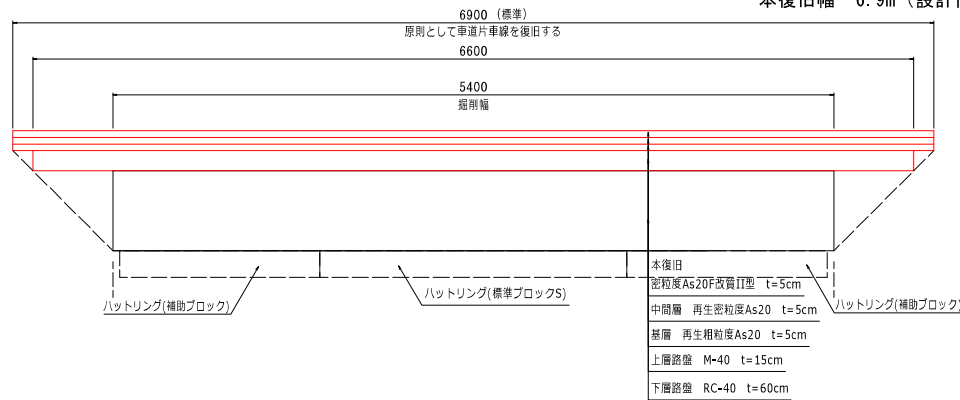 本復旧幅 6.9m(設計
6900 (標準)
原則として車道片車線を復旧する
6600
5400
掘削幅
本復旧
密粒度As20F改質II型 t=5cm
中間層 再生密粒度As20 t=5cm
基層 再生粗粒度As20 t=5cm
上層路盤 M-40 t=15cm
下層路盤 RC-40 t=60cm
ハットリング(補助ブロック)
ハットリング(標準ブロックS)
ハットリング(補助ブロック)